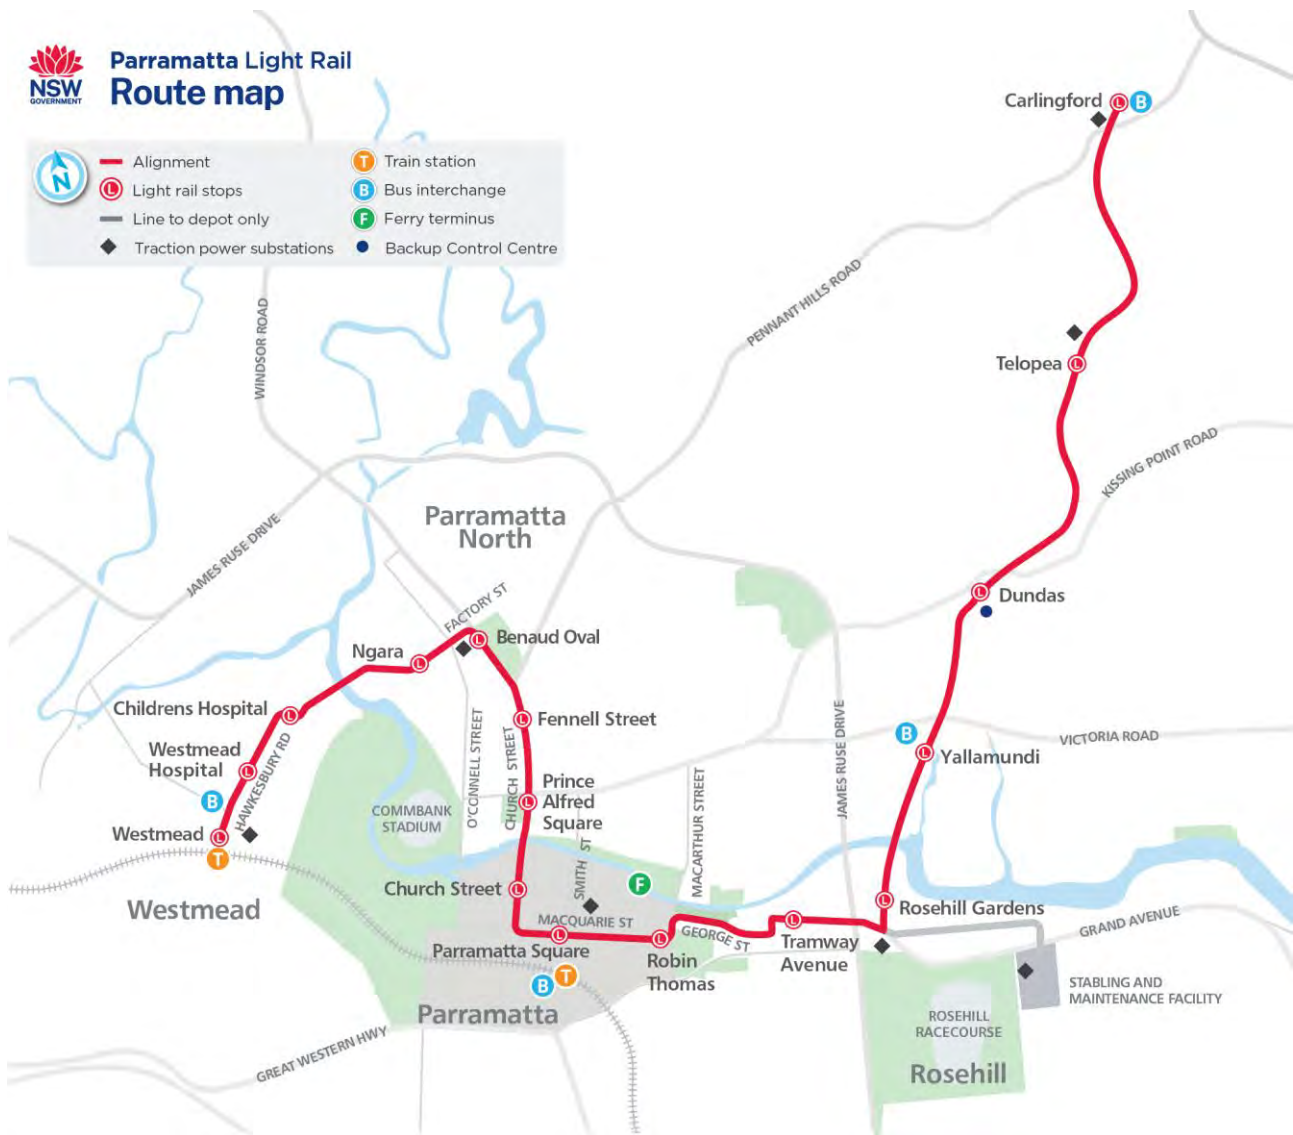 Parramatta Light Rail
Route map
NSW
GOVERNMENT
N
Alignment
L Light rail stops
Line to depot only
Traction power substations
T Train station
B Bus interchange
F Ferry terminus
Backup Control Centre
Carlingford L B
WINDSOR ROAD
PENNANT HILLS ROAD
Telopea L
KISSING POINT ROAD
JAMES RUSE DRIVE
Parramatta
North
L Dundas
FACTORY ST
L Benaud Oval
Ngara L
Childrens Hospital L
L Fennell Street
O'CONNELL STREET
CHURCH STREET
JAMES RUSE DRIVE
VICTORIA ROAD
B
L Yallamundi
Westmead
Hospital L
HAWKESBURY RD
B
Westmead L
T
COMMBANK
STADIUM
Prince
L Alfred
Square
MACARTHUR STREET
SMITH ST
Church Street L
F
Westmead
MACQUARIE ST
GEORGE ST
L
Parramatta Square
L
Robin
Thomas
L
Tramway
Avenue
L
Rosehill Gardens
GRAND AVENUE
B T
Parramatta
STABLING AND
MAINTENANCE FACILITY
ROSEHILL
RACECOURSE
Rosehill
GREAT WESTERN HWY